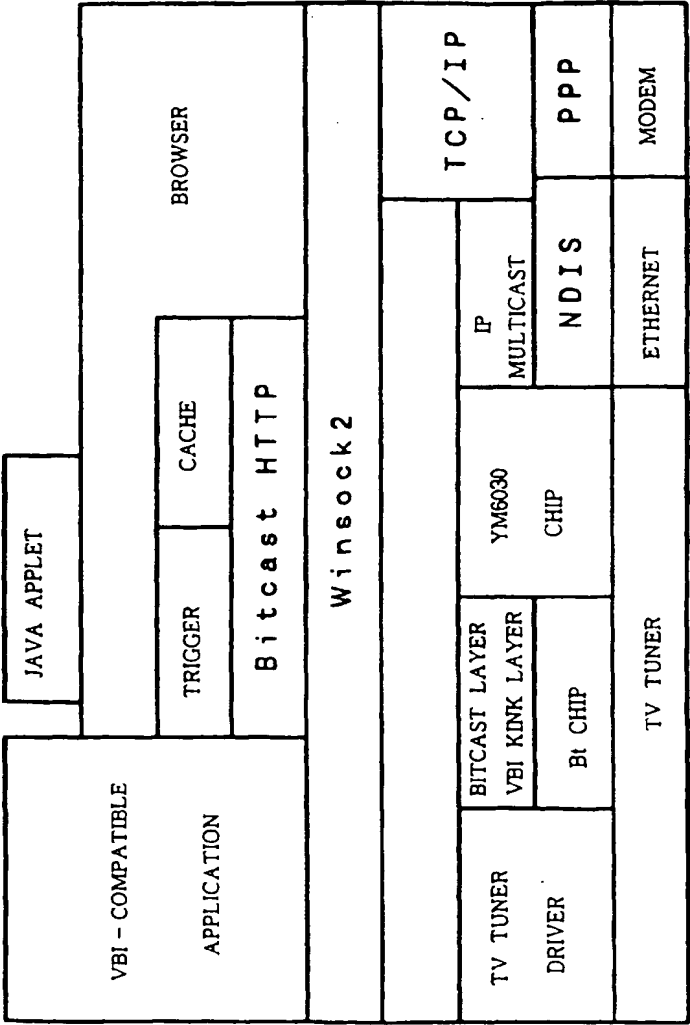 JAVA APPLET
VBI - COMPATIBLE
APPLICATION
BROWSER
TRIGGER
CACHE
Bitcast HTTP
Winsock2
TCP/IP
BITCAST LAYER
VBI KINK LAYER
YM6030
CHIP
IP
MULTICAST
TV TUNER
DRIVER
Bt CHIP
NDIS
PPP
TV TUNER
ETHERNET
MODEM